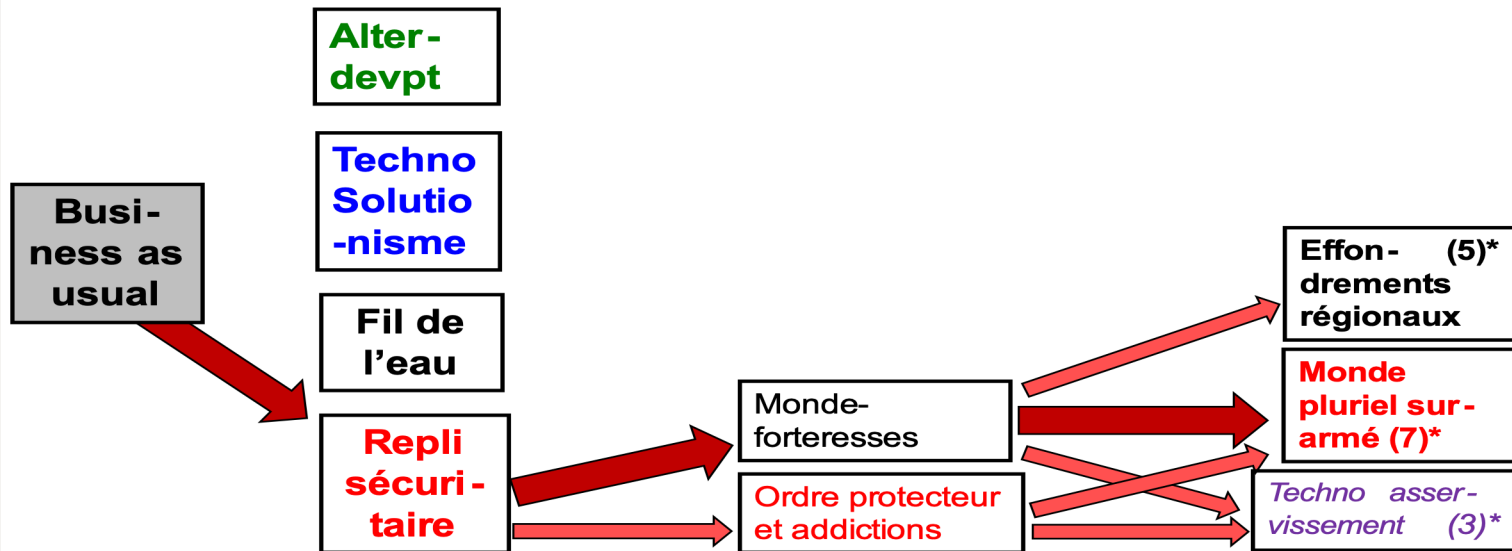 Alter-
devpt
Techno
Solutio
-nisme
Busi-
ness as
usual
Fil de
l’eau
Repli
sécuri-
taire
Monde-
forteresses
Ordre protecteur
et addictions
Effon- (5)*
drements
régionaux
Monde
pluriel sur-
armé (7)*
Techno asser-
vissement (3)*